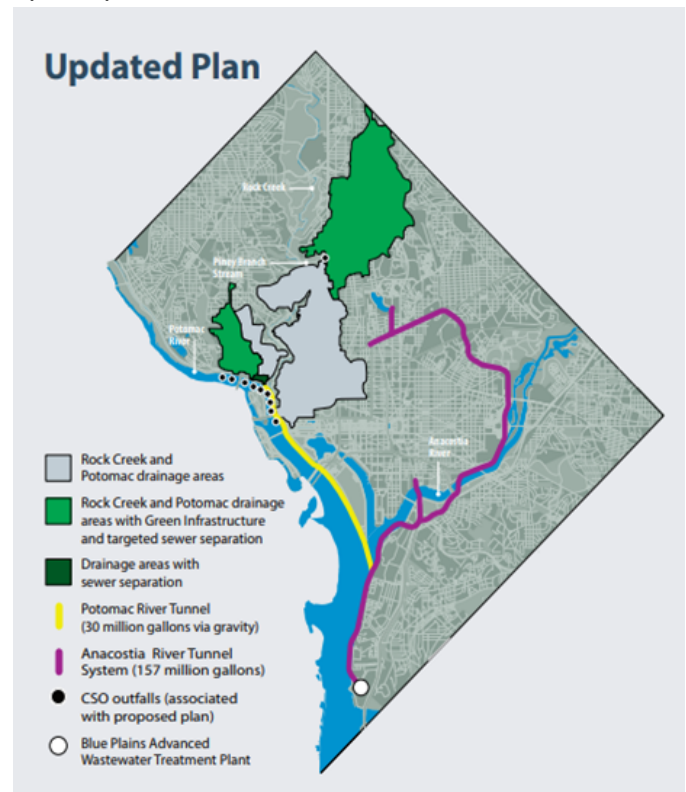 Updated Plan
Rock Creek
Piney Branch
Stream
Potomac
River
Anacostia
River
Rock Creek and
Potomac drainage areas
Rock Creek and Potomac drainage
areas with Green Infrastructure
and targeted sewer separation
Drainage areas with
sewer separation
Potomac River Tunnel
(30 million gallons via gravity)
Anacostia River Tunnel
System (157 million gallons)
CSO outfalls (associated
with proposed plan)
Blue Plains Advanced
Wastewater Treatment Plant